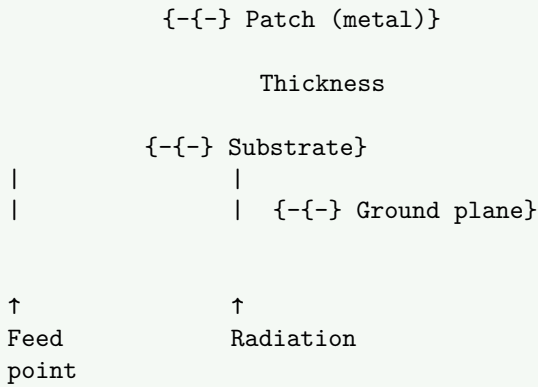 {-{-} Patch (metal)}
Thickness
{-{-} Substrate}
| |
| | {-{-} Ground plane}
↑ ↑
Feed Radiation
point